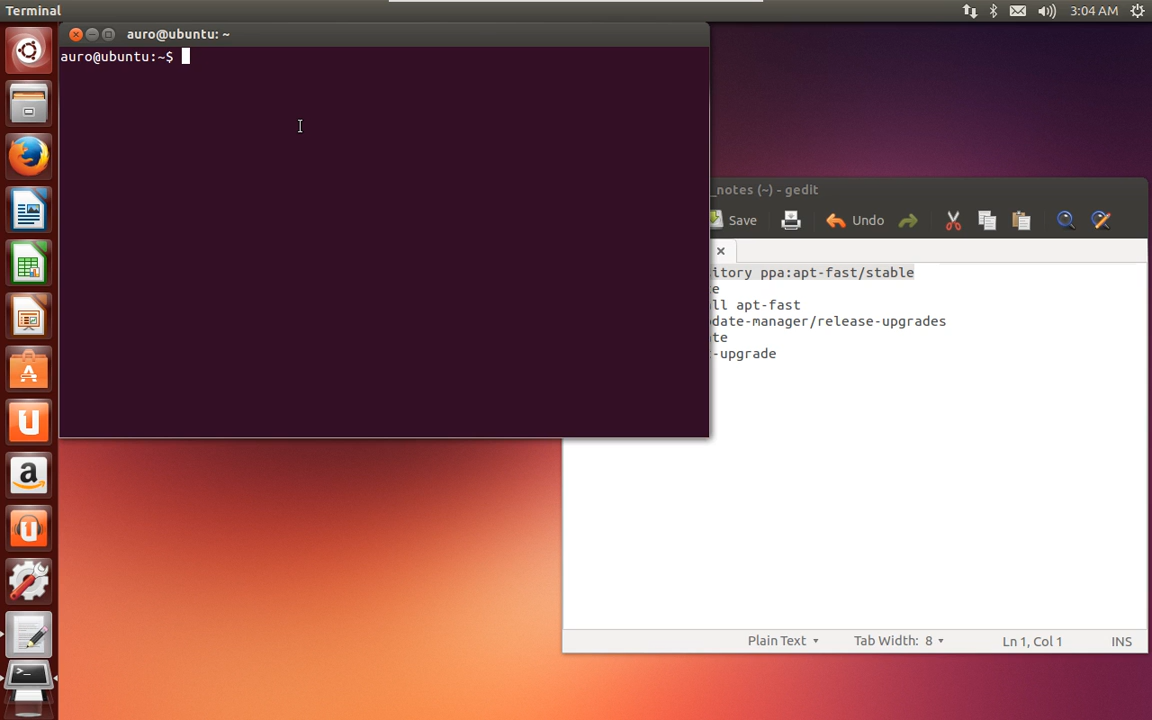 Terminal
3:04 AM
auro@ubuntu: ~
auro@ubuntu:~$
_notes (~) - gedit
Save
Undo
itory ppa:apt-fast/stable
e
ll apt-fast
date-manager/release-upgrades
te
-upgrade
Plain Text
Tab Width: 8
Ln 1, Col 1
INS